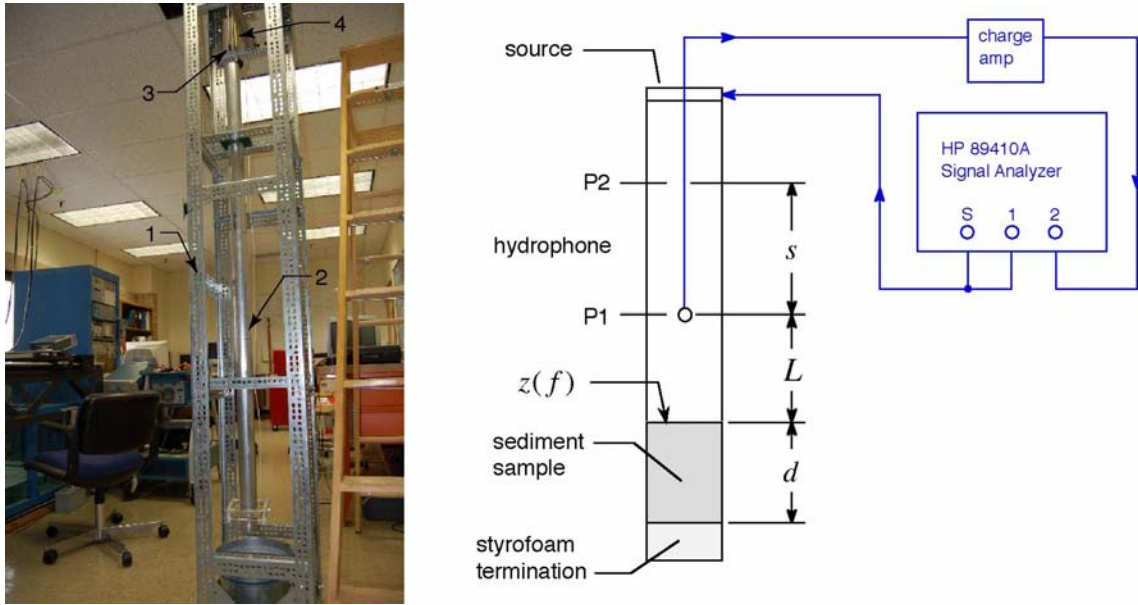 4
3
1
2
source
charge
amp
HP 89410A
Signal Analyzer
S 1 2
P2
hydrophone
s
P1
L
z(f)
sediment
sample
d
styrofoam
termination